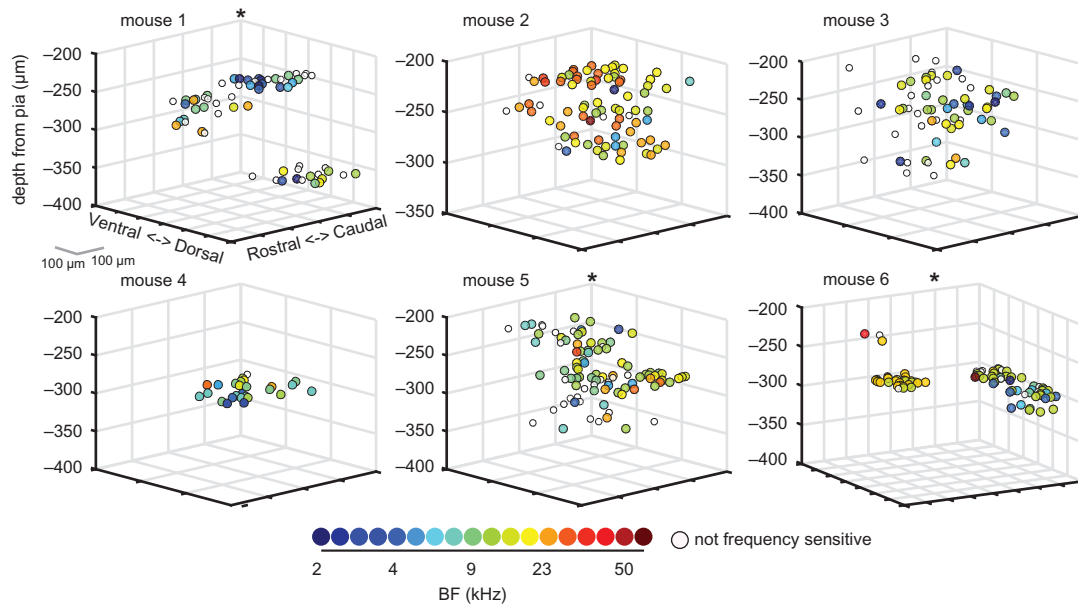 mouse 1
*
mouse 2
mouse 3
depth from pia (µm)
–200
–250
–300
–350
–400
–200
–250
–300
–350
–200
–250
–300
–350
–400
Ventral <-> Dorsal
Rostral <-> Caudal
100 µm
100 µm
mouse 4
mouse 5
*
mouse 6
*
–200
–250
–300
–350
–400
–200
–250
–300
–350
–400
–200
–250
–300
–350
–400
not frequency sensitive
2 4 9 23 50
BF (kHz)